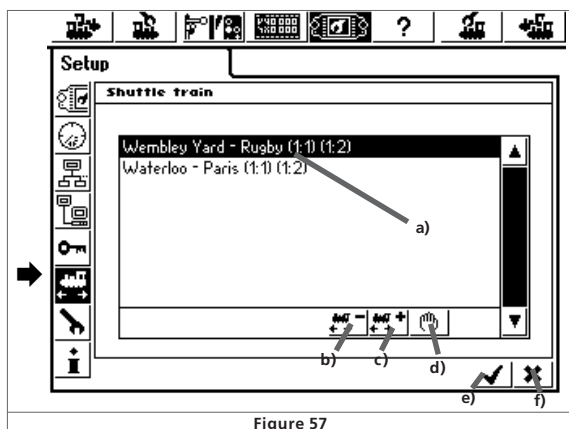 ?
Setup
Shuttle train
Wembley Yard - Rugby (1:1) (1:2)
Waterloo - Paris (1:1) (1:2)
a)
b)
c)
d)
e)
f)
Figure 57